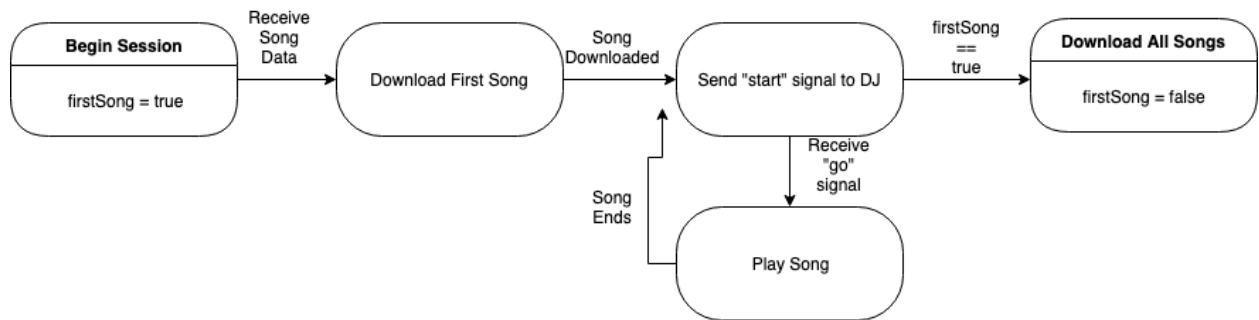 Begin Session
firstSong = true
Receive
Song
Data
Download First Song
Song
Downloaded
Send "start" signal to DJ
firstSong
==
true
Download All Songs
firstSong = false
Receive
"go"
signal
Song
Ends
Play Song